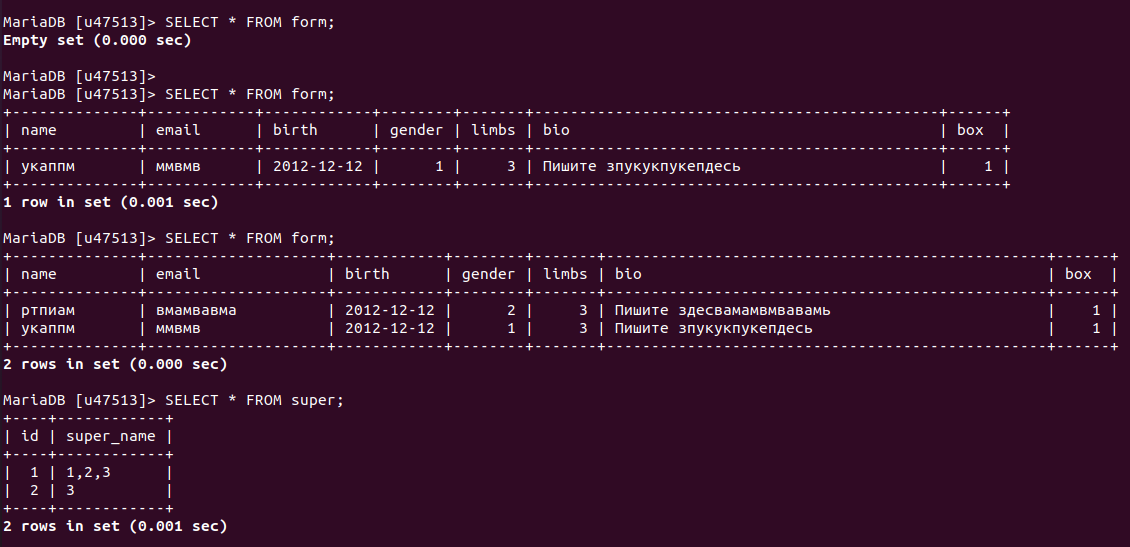 MariaDB [u47513]> SELECT * FROM form;
Empty set (0.000 sec)
MariaDB [u47513]>
MariaDB [u47513]> SELECT * FROM form;
+--------------+------------+------------+--------+-------+---------------------------------------------+------+
| name         | email      | birth      | gender | limbs | bio                                         | box  |
+--------------+------------+------------+--------+-------+---------------------------------------------+------+
| укаппм       | ммвмв      | 2012-12-12 |      1 |     3 | Пишите зпукукпукепдесь                      |    1 |
+--------------+------------+------------+--------+-------+---------------------------------------------+------+
1 row in set (0.001 sec)
MariaDB [u47513]> SELECT * FROM form;
+--------------+--------------------+------------+--------+-------+-------------------------------------------------+------+
| name         | email              | birth      | gender | limbs | bio                                             | box  |
+--------------+--------------------+------------+--------+-------+-------------------------------------------------+------+
| ртпиам       | вмамвавма          | 2012-12-12 |      2 |     3 | Пишите здесвамамвмввавамь                       |    1 |
| укаппм       | ммвмв              | 2012-12-12 |      1 |     3 | Пишите зпукукпукепдесь                          |    1 |
+--------------+--------------------+------------+--------+-------+-------------------------------------------------+------+
2 rows in set (0.000 sec)
MariaDB [u47513]> SELECT * FROM super;
+----+------------+
| id | super_name |
+----+------------+
|  1 | 1,2,3      |
|  2 | 3          |
+----+------------+
2 rows in set (0.001 sec)